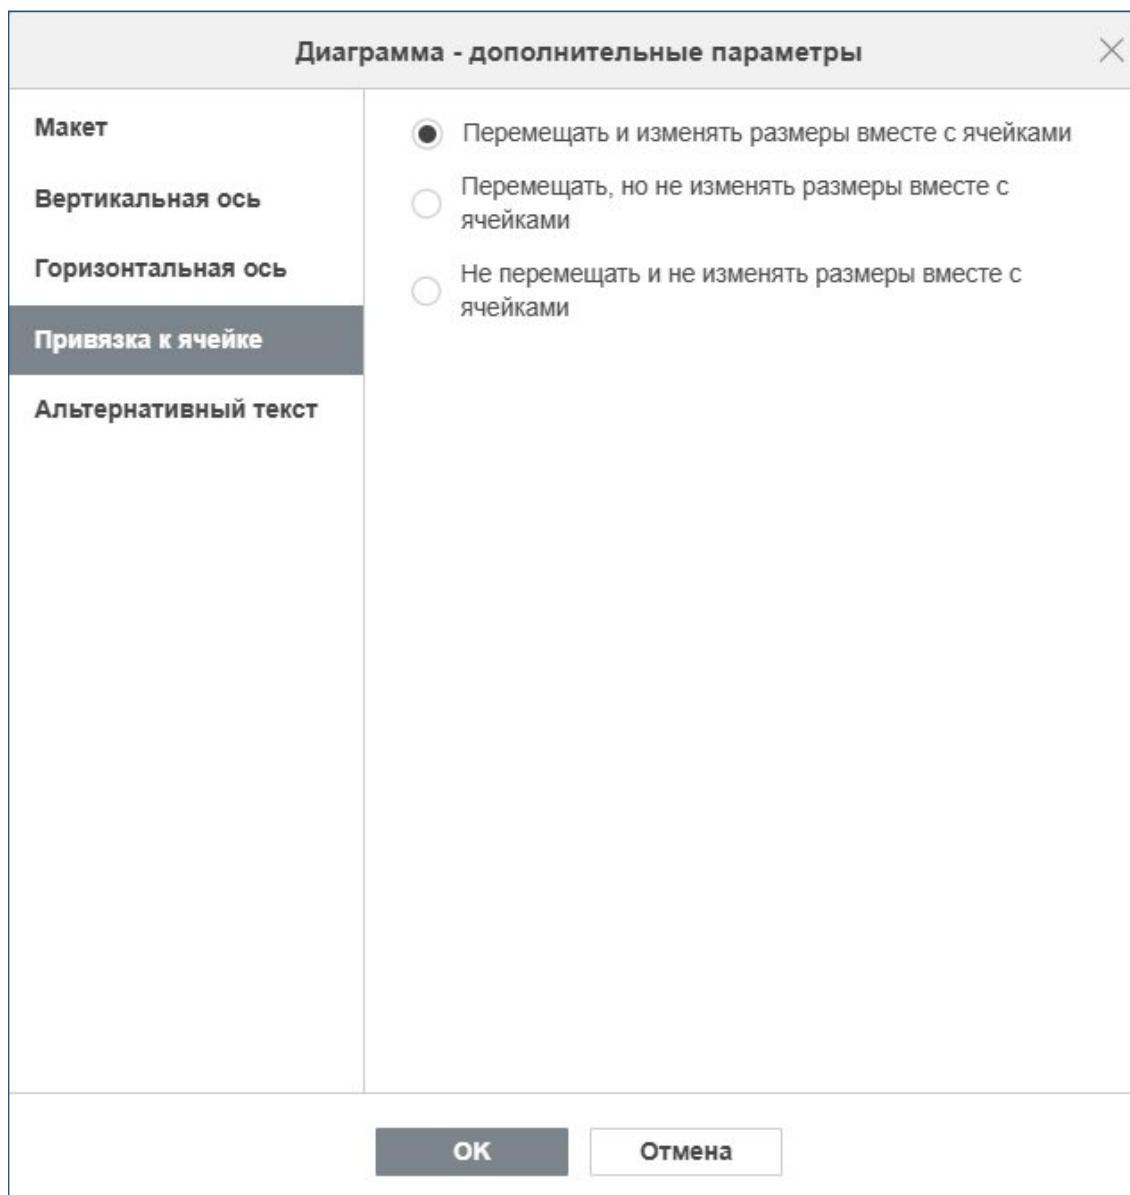 Диаграмма - дополнительные параметры
Макет
Вертикальная ось
Горизонтальная ось
Привязка к ячейке
Альтернативный текст
Перемещать и изменять размеры вместе с ячейками
Перемещать, но не изменять размеры вместе с
ячейками
Не перемещать и не изменять размеры вместе с
ячейками
OK
Отмена